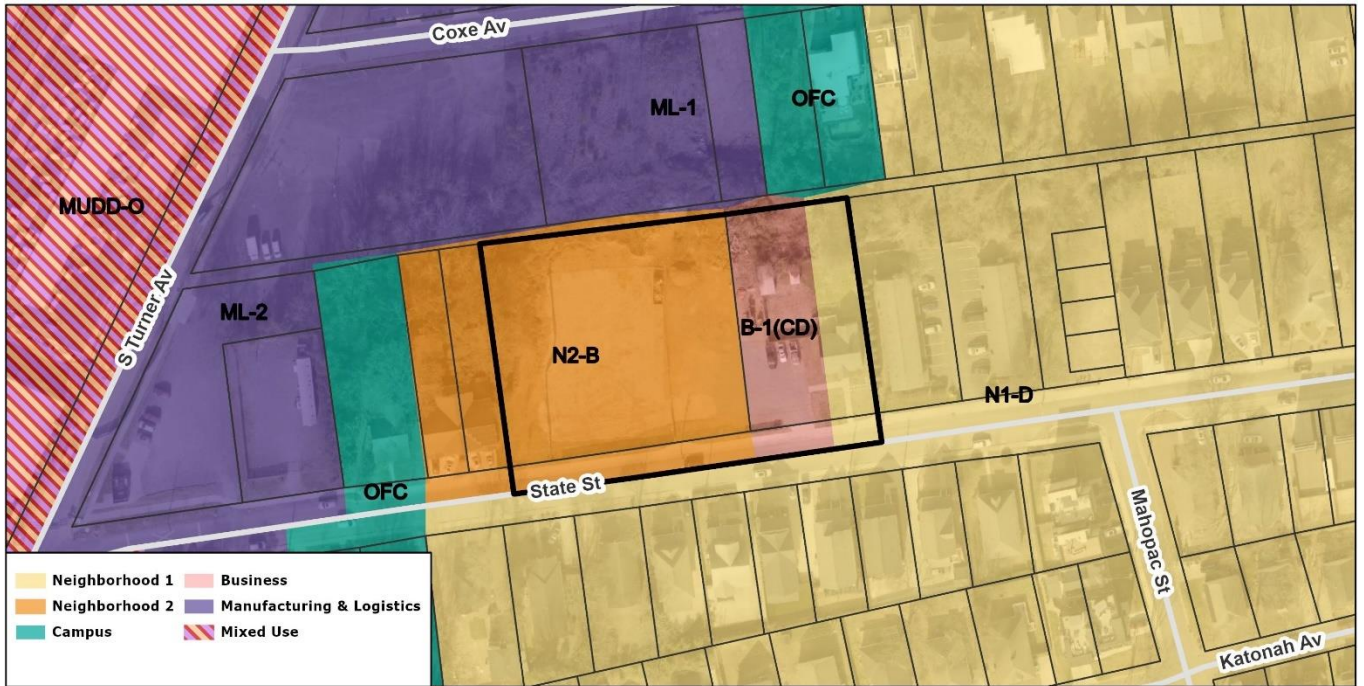 Coxe Av
ML-1
OFC
MUDD-O
S Turner Av
ML-2
B-1(CD)
N2-B
N1-D
OFC
State St
Mahopac St
Katonah Av
Neighborhood 1
Neighborhood 2
Campus
Business
Manufacturing & Logistics
Mixed Use